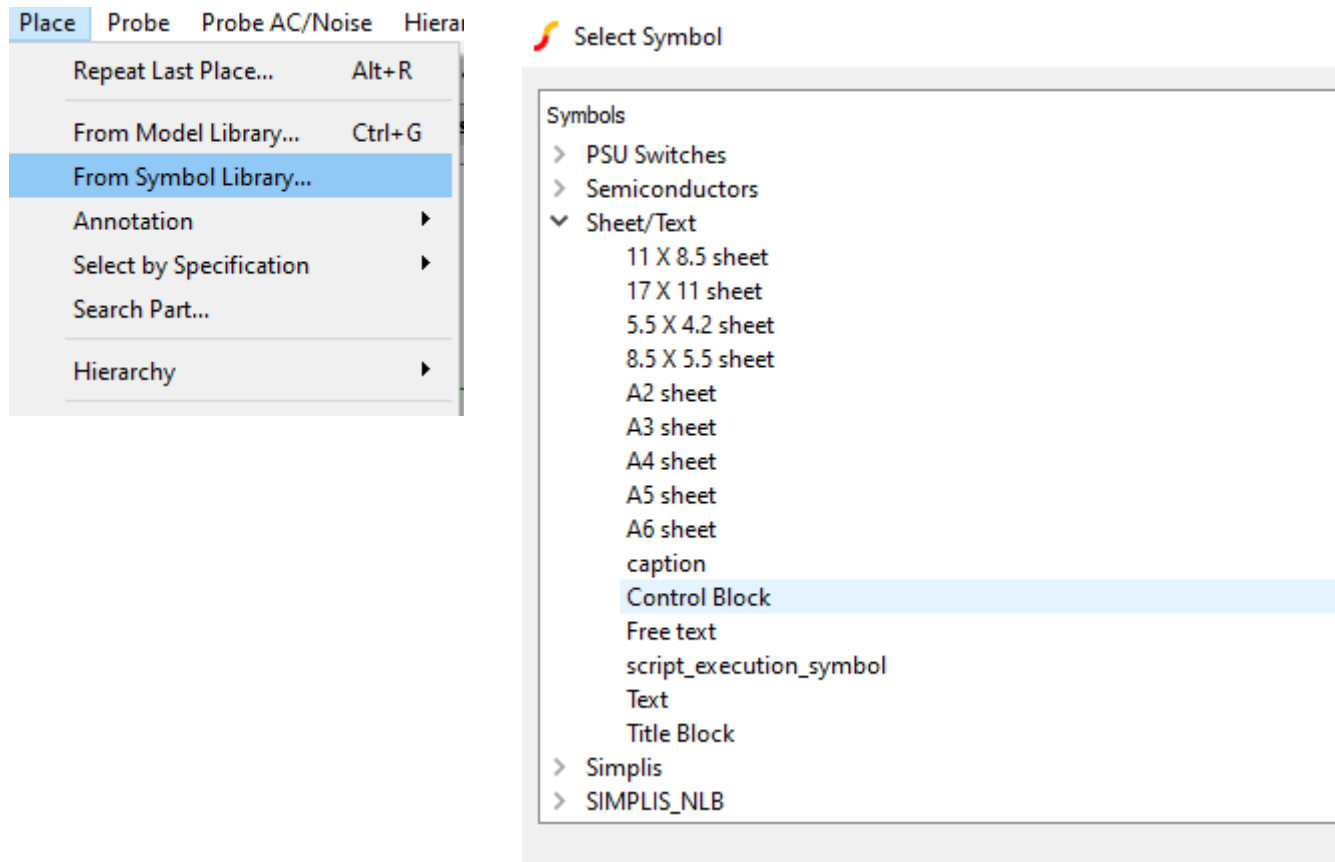 Place Probe Probe AC/Noise Hierar
Repeat Last Place... Alt+R
From Model Library... Ctrl+G
From Symbol Library...
Annotation
Select by Specification
Search Part...
Hierarchy
Select Symbol
Symbols
PSU Switches
Semiconductors
Sheet/Text
11 X 8.5 sheet
17 X 11 sheet
5.5 X 4.2 sheet
8.5 X 5.5 sheet
A2 sheet
A3 sheet
A4 sheet
A5 sheet
A6 sheet
caption
Control Block
Free text
script_execution_symbol
Text
Title Block
Simplis
SIMPLIS_NLB